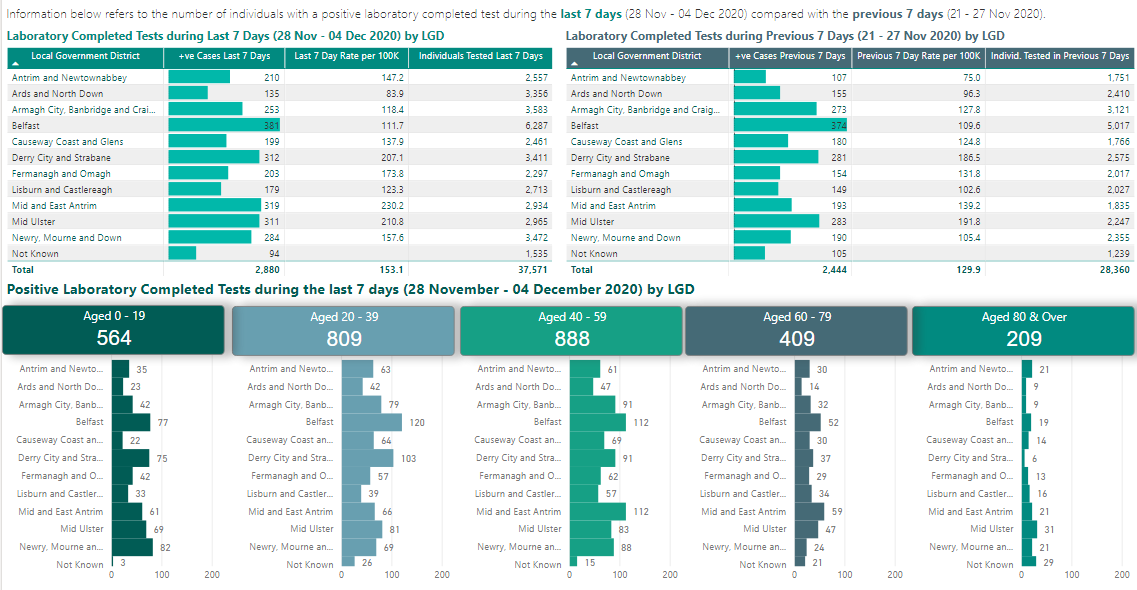 Information below refers to the number of individuals with a positive laboratory completed test during the last 7 days (28 Nov - 04 Dec 2020) compared with the previous 7 days (21 - 27 Nov 2020).
Laboratory Completed Tests during Last 7 Days (28 Nov - 04 Dec 2020) by LGD
Local Government District +ve Cases Last 7 Days Last 7 Day Rate per 100K Individuals Tested Last 7 Days
Antrim and Newtownabbey 210 147.2 2,557
Ards and North Down 135 83.9 3,356
Armagh City, Banbridge and Crai... 253 118.4 3,583
Belfast 381 111.7 6,287
Causeway Coast and Glens 199 137.9 2,461
Derry City and Strabane 312 207.1 3,411
Fermanagh and Omagh 203 173.8 2,297
Lisburn and Castlereagh 179 123.3 2,713
Mid and East Antrim 319 230.2 2,934
Mid Ulster 311 210.8 2,965
Newry, Mourne and Down 284 157.6 3,472
Not Known 94 1,535
Total 2,880 153.1 37,571
Laboratory Completed Tests during Previous 7 Days (21 - 27 Nov 2020) by LGD
Local Government District +ve Cases Previous 7 Days Previous 7 Day Rate per 100K Individ. Tested in Previous 7 Days
Antrim and Newtownabbey 107 75.0 1,751
Ards and North Down 155 96.3 2,410
Armagh City, Banbridge and Craig... 273 127.8 3,121
Belfast 374 109.6 5,017
Causeway Coast and Glens 180 124.8 1,766
Derry City and Strabane 281 186.5 2,575
Fermanagh and Omagh 154 131.8 2,017
Lisburn and Castlereagh 149 102.6 2,027
Mid and East Antrim 193 139.2 1,835
Mid Ulster 283 191.8 2,247
Newry, Mourne and Down 190 105.4 2,355
Not Known 105 1,239
Total 2,444 129.9 28,360
Positive Laboratory Completed Tests during the last 7 days (28 November - 04 December 2020) by LGD
Aged 0 - 19
564
Antrim and Newto... 35
Ards and North Do... 23
Armagh City, Banb... 42
Belfast 77
Causeway Coast an... 22
Derry City and Stra... 75
Fermanagh and O... 42
Lisburn and Castler... 33
Mid and East Antrim 61
Mid Ulster 69
Newry, Mourne an... 82
Not Known 3
0 100 200
Aged 20 - 39
809
Antrim and Newto... 63
Ards and North Do... 42
Armagh City, Banb... 79
Belfast 120
Causeway Coast an... 64
Derry City and Stra... 103
Fermanagh and O... 57
Lisburn and Castler... 39
Mid and East Antrim 66
Mid Ulster 81
Newry, Mourne an... 69
Not Known 26
0 100 200
Aged 40 - 59
888
Antrim and Newto... 61
Ards and North Do... 47
Armagh City, Banb... 91
Belfast 112
Causeway Coast an... 69
Derry City and Stra... 91
Fermanagh and O... 62
Lisburn and Castler... 57
Mid and East Antrim 112
Mid Ulster 83
Newry, Mourne an... 88
Not Known 15
0 100 200
Aged 60 - 79
409
Antrim and Newto... 30
Ards and North Do... 14
Armagh City, Banb... 32
Belfast 52
Causeway Coast an... 30
Derry City and Stra... 37
Fermanagh and O... 29
Lisburn and Castler... 34
Mid and East Antrim 59
Mid Ulster 47
Newry, Mourne an... 24
Not Known 21
0 100 200
Aged 80 & Over
209
Antrim and Newto... 21
Ards and North Do... 9
Armagh City, Banb... 9
Belfast 19
Causeway Coast an... 14
Derry City and Stra... 6
Fermanagh and O... 13
Lisburn and Castler... 16
Mid and East Antrim 21
Mid Ulster 31
Newry, Mourne an... 21
Not Known 29
0 100 200